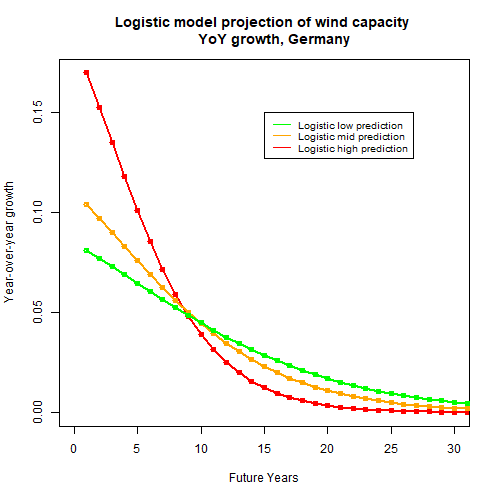 Logistic model projection of wind capacity
YoY growth, Germany
Year-over-year growth
0.15
0.10
0.05
0.00
Logistic low prediction
Logistic mid prediction
Logistic high prediction
0 5 10 15 20 25 30
Future Years